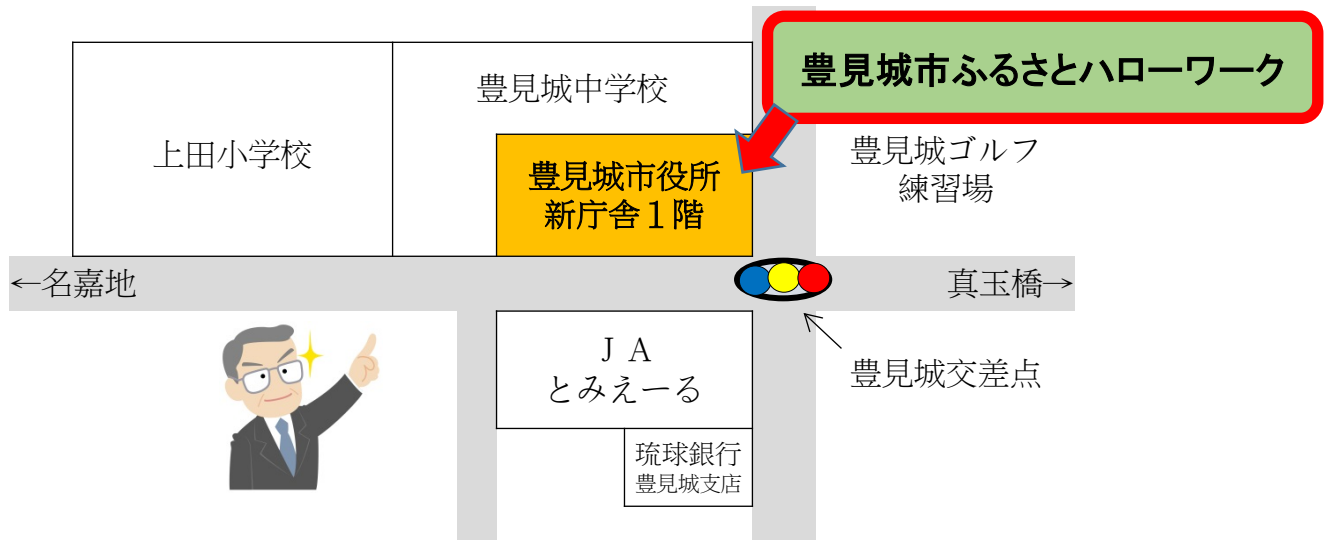 豊見城市ふるさとハローワーク
豊見城中学校
上田小学校
豊見城市役所
新庁舎１階
豊見城ゴルフ
練習場
←名嘉地
真玉橋→
ＪＡ
とみえーる
豊見城交差点
琉球銀行
豊見城支店